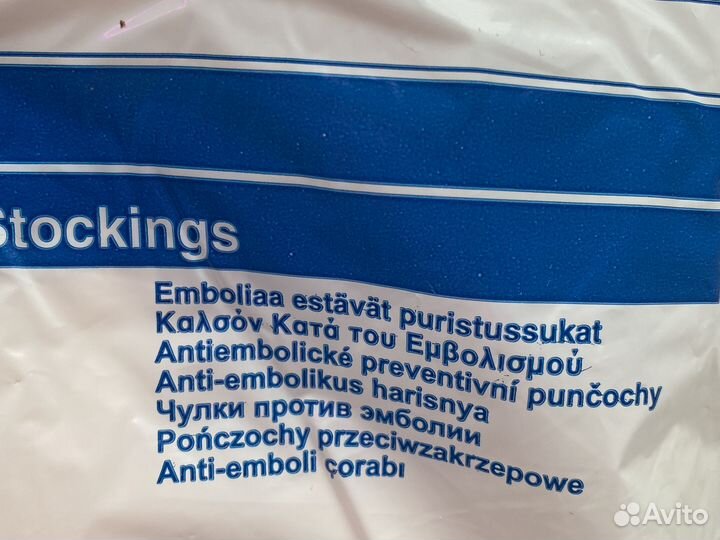 Stockings
Emboliaa estävät puristussukat
Καλσόν Κατά του Εμβολισμού
Antiembolické preventivní punčochy
Anti-embolikus harisnya
Чулки против эмболии
Pończochy przeciwzakrzepowe
Anti-emboli çorabı
Avito